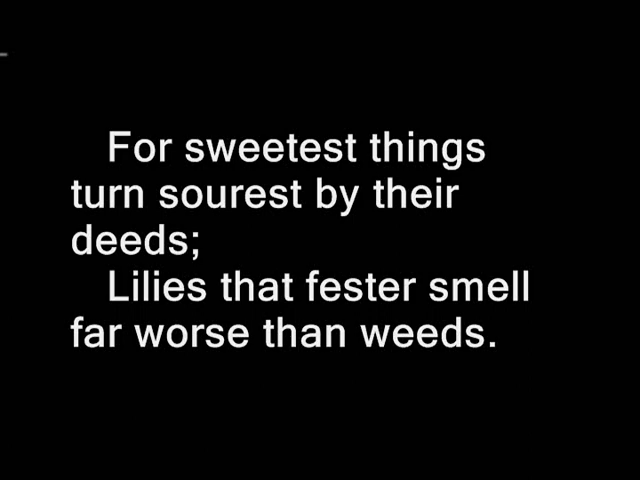 For sweetest things
turn sourest by their
deeds;
Lilies that fester smell
far worse than weeds.